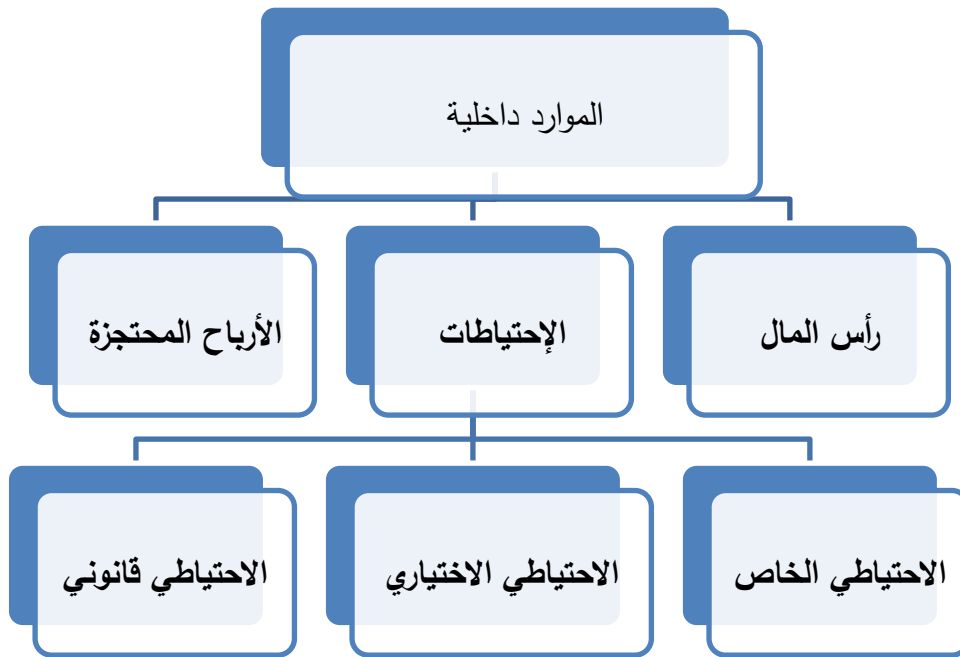 الموارد داخلية
رأس المال
الإحتياطات
الأرباح المحتجزة
الاحتياطي الخاص
الاحتياطي الاختياري
الاحتياطي قانوني